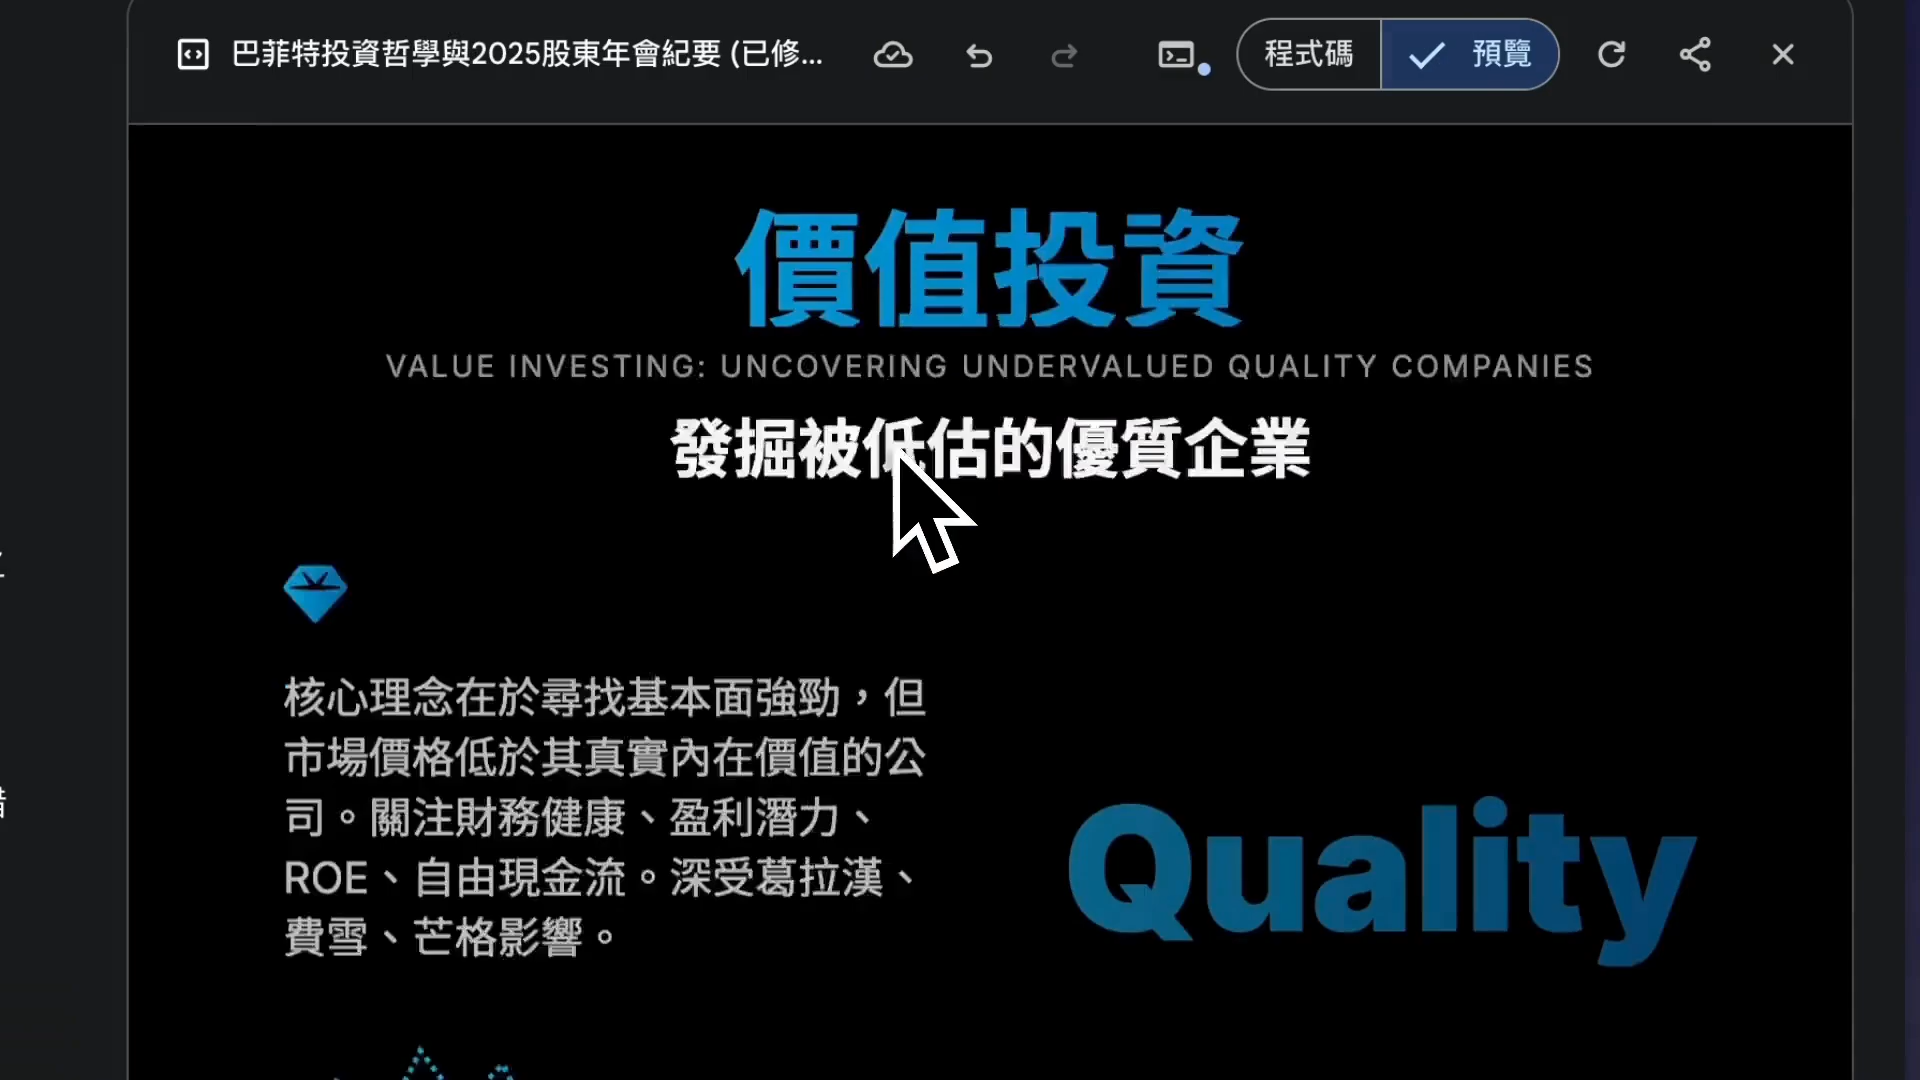 巴菲特投資哲學與2025股東年會紀要 (已修...
程式碼
預覽
價值投資
VALUE INVESTING: UNCOVERING UNDERVALUED QUALITY COMPANIES
發掘被低估的優質企業
核心理念在於尋找基本面強勁，但
市場價格低於其真實內在價值的公
司。關注財務健康、盈利潛力、
ROE、自由現金流。深受葛拉漢、
費雪、芒格影響。
Quality